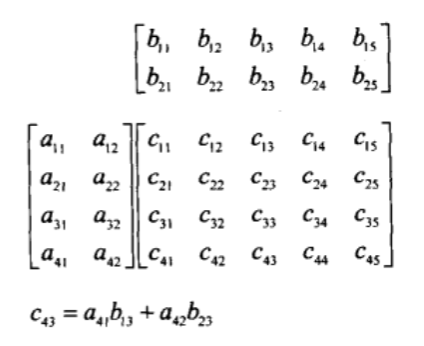 b₁₁ b₁₂ b₁₃ b₁₄ b₁₅
b₂₁ b₂₂ b₂₃ b₂₄ b₂₅
a₁₁ a₁₂ c₁₁ c₁₂ c₁₃ c₁₄ c₁₅
a₂₁ a₂₂ c₂₁ c₂₂ c₂₃ c₂₄ c₂₅
a₃₁ a₃₂ c₃₁ c₃₂ c₃₃ c₃₄ c₃₅
a₄₁ a₄₂ c₄₁ c₄₂ c₄₃ c₄₄ c₄₅
c₄₃ = a₄₁b₁₃ + a₄₂b₂₃